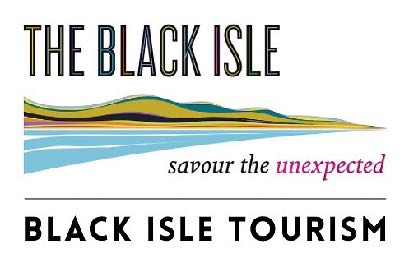 THE BLACK ISLE
savour the unexpected
BLACK ISLE TOURISM